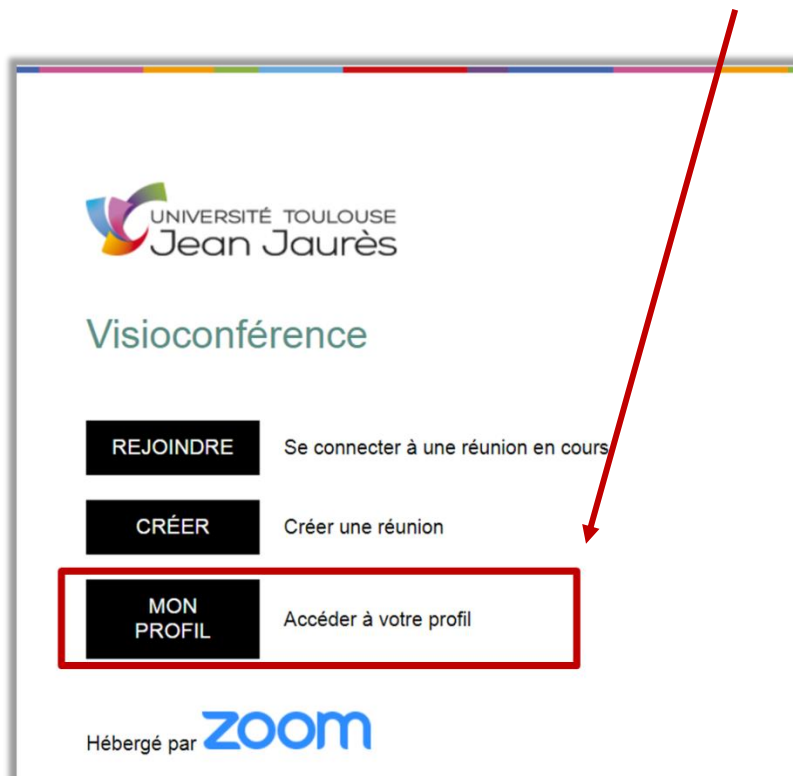 UNIVERSITÉ TOULOUSE
Jean Jaurès
Visioconférence
REJOINDRE Se connecter à une réunion en cours
CRÉER Créer une réunion
MON
PROFIL Accéder à votre profil
Hébergé par zoom